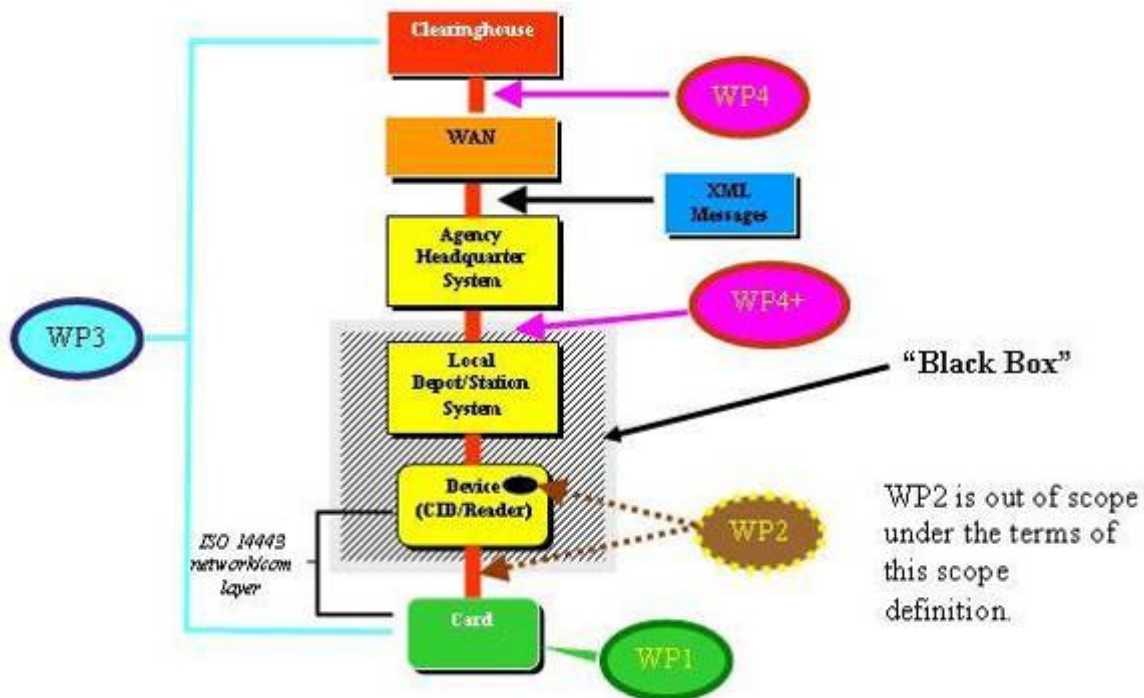 Clearinghouse
WP4
WAN
XML
Messages
Agency
Headquarter
System
WP4+
WP3
Local
Depot/Station
System
“Black Box”
Device
(CID/Reader)
WP2
WP2 is out of scope
under the terms of
this scope
definition.
ISO 14443
network/com
layer
Card
WP1